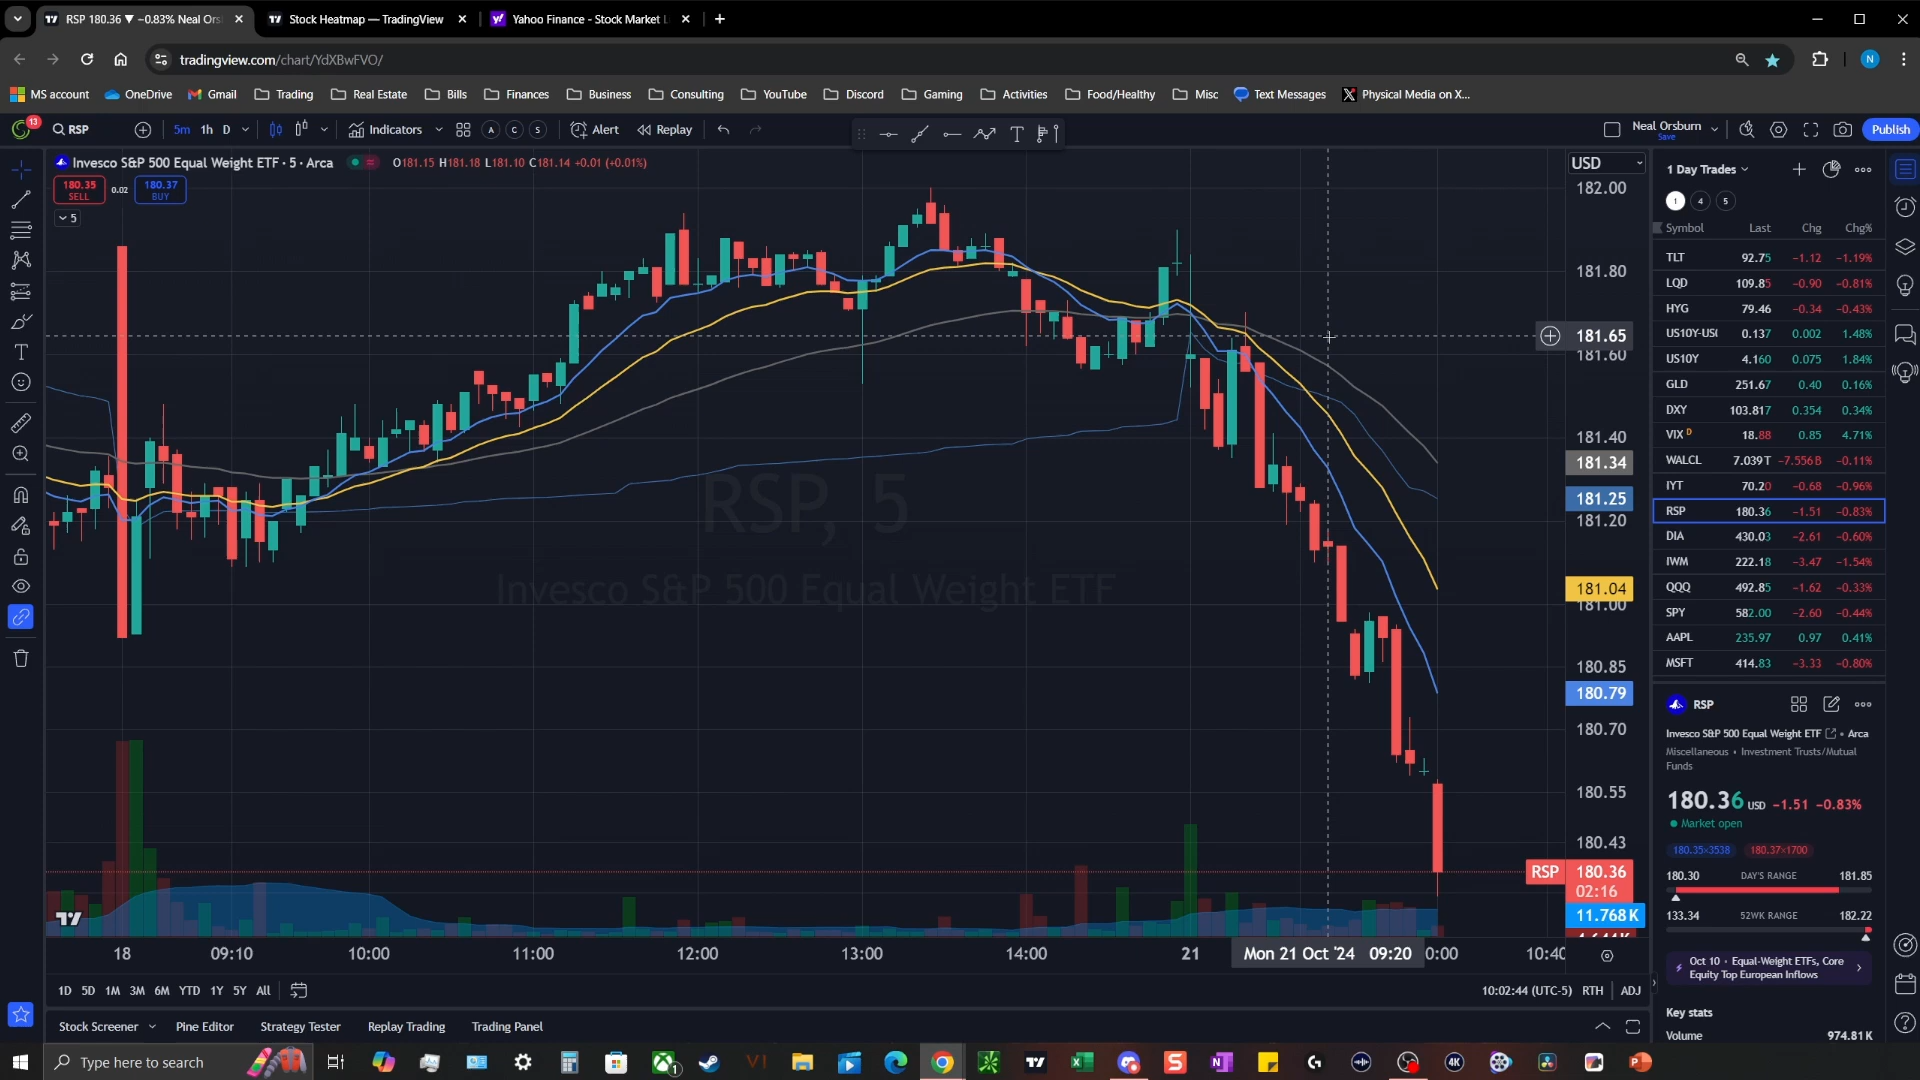 RSP 180.36 ▼ −0.83% Neal Ors
Stock Heatmap — TradingView
Yahoo Finance - Stock Market
tradingview.com/chart/YdXBwFVO/
N
MS account
OneDrive
Gmail
Trading
Real Estate
Bills
Finances
Business
Consulting
YouTube
Discord
Gaming
Activities
Food/Healthy
Misc
Text Messages
Physical Media on X...
13
RSP
5m 1h D
Indicators
A C S
Alert
Replay
Neal Orsburn
Save
Publish
Invesco S&P 500 Equal Weight ETF · 5 · Arca
O181.15 H181.18 L181.10 C181.14 +0.01 (+0.01%)
180.35
SELL
0.02
180.37
BUY
5
RSP, 5
Invesco S&P 500 Equal Weight ETF
USD
182.00
181.80
181.65
181.60
181.40
181.34
181.25
181.20
181.04
181.00
180.85
180.79
180.70
180.55
180.43
RSP 180.36
02:16
11.768 K
18 09:10 10:00 11:00 12:00 13:00 14:00 21 Mon 21 Oct '24 09:20 0:00 10:40
1D 5D 1M 3M 6M YTD 1Y 5Y All
10:02:44 (UTC-5) RTH ADJ
Stock Screener
Pine Editor
Strategy Tester
Replay Trading
Trading Panel
1 Day Trades
1 4 5
Symbol Last Chg Chg%
TLT 92.75 −1.12 −1.19%
LQD 109.85 −0.90 −0.81%
HYG 79.46 −0.34 −0.43%
US10Y-US 0.137 0.002 1.48%
US10Y 4.160 0.075 1.84%
GLD 251.67 0.40 0.16%
DXY 103.817 0.354 0.34%
VIX D 18.88 0.85 4.71%
WALCL 7.039T −7.556B −0.11%
IYT 70.20 −0.68 −0.96%
RSP 180.36 −1.51 −0.83%
DIA 430.03 −2.61 −0.60%
IWM 222.18 −3.47 −1.54%
QQQ 492.85 −1.62 −0.33%
SPY 582.00 −2.60 −0.44%
AAPL 235.97 0.97 0.41%
MSFT 414.83 −3.33 −0.80%
RSP
Invesco S&P 500 Equal Weight ETF • Arca
Miscellaneous • Investment Trusts/Mutual
Funds
180.36 USD −1.51 −0.83%
Market open
180.35×3538 180.37×1700
180.30 DAY'S RANGE 181.85
133.34 52WK RANGE 182.22
Oct 10 · Equal-Weight ETFs, Core
Equity Top European Inflows
Key stats
Volume 974.81K
Type here to search